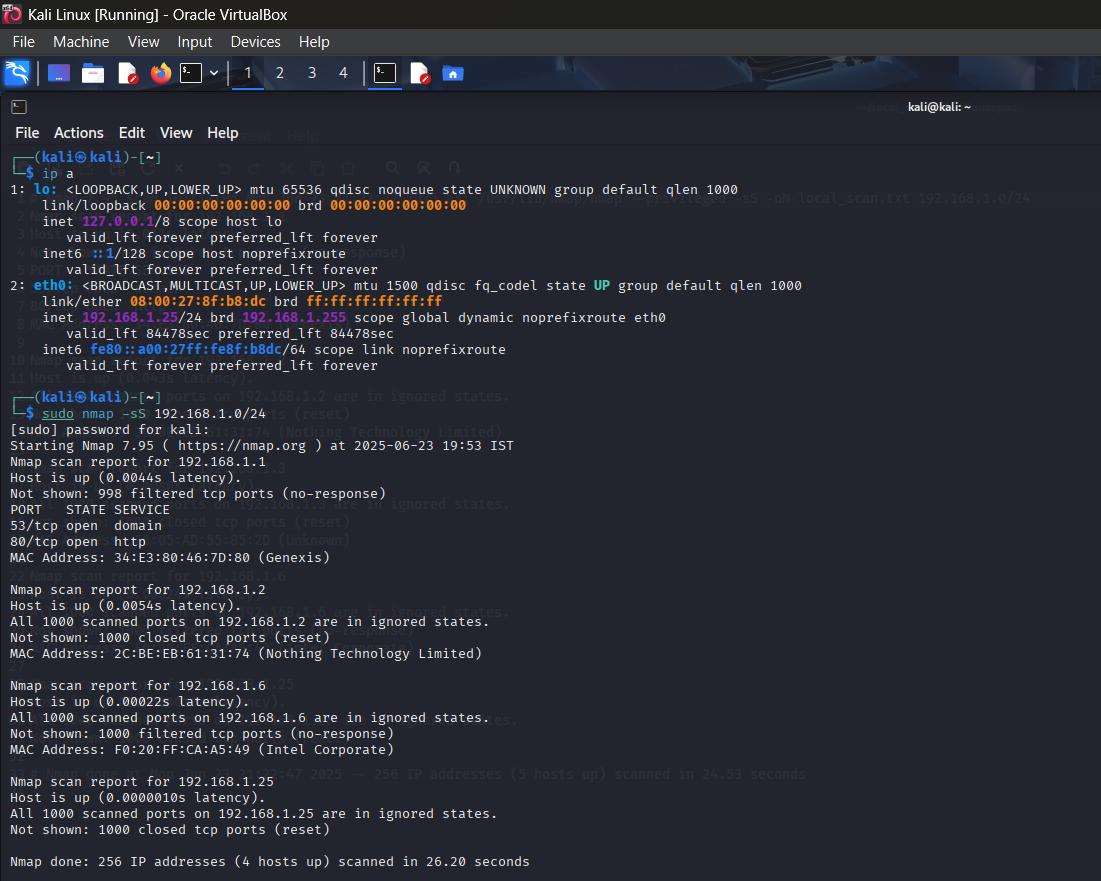 Kali Linux [Running] - Oracle VirtualBox
File Machine View Input Devices Help
1 2 3 4
kali@kali: ~
File Actions Edit View Help
┌──(kali㉿kali)-[~]
└─$ ip a
1: lo: <LOOPBACK,UP,LOWER_UP> mtu 65536 qdisc noqueue state UNKNOWN group default qlen 1000
link/loopback 00:00:00:00:00:00 brd 00:00:00:00:00:00
inet 127.0.0.1/8 scope host lo
valid_lft forever preferred_lft forever
inet6 ::1/128 scope host noprefixroute
valid_lft forever preferred_lft forever
2: eth0: <BROADCAST,MULTICAST,UP,LOWER_UP> mtu 1500 qdisc fq_codel state UP group default qlen 1000
link/ether 08:00:27:8f:b8:dc brd ff:ff:ff:ff:ff:ff
inet 192.168.1.25/24 brd 192.168.1.255 scope global dynamic noprefixroute eth0
valid_lft 84478sec preferred_lft 84478sec
inet6 fe80::a00:27ff:fe8f:b8dc/64 scope link noprefixroute
valid_lft forever preferred_lft forever
┌──(kali㉿kali)-[~]
└─$ sudo nmap -sS 192.168.1.0/24
[sudo] password for kali:
Starting Nmap 7.95 ( https://nmap.org ) at 2025-06-23 19:53 IST
Nmap scan report for 192.168.1.1
Host is up (0.0044s latency).
Not shown: 998 filtered tcp ports (no-response)
PORT STATE SERVICE
53/tcp open domain
80/tcp open http
MAC Address: 34:E3:80:46:7D:80 (Genexis)
Nmap scan report for 192.168.1.2
Host is up (0.0054s latency).
All 1000 scanned ports on 192.168.1.2 are in ignored states.
Not shown: 1000 closed tcp ports (reset)
MAC Address: 2C:BE:EB:61:31:74 (Nothing Technology Limited)
Nmap scan report for 192.168.1.6
Host is up (0.00022s latency).
All 1000 scanned ports on 192.168.1.6 are in ignored states.
Not shown: 1000 filtered tcp ports (no-response)
MAC Address: F0:20:FF:CA:A5:49 (Intel Corporate)
Nmap scan report for 192.168.1.25
Host is up (0.0000010s latency).
All 1000 scanned ports on 192.168.1.25 are in ignored states.
Not shown: 1000 closed tcp ports (reset)
Nmap done: 256 IP addresses (4 hosts up) scanned in 26.20 seconds